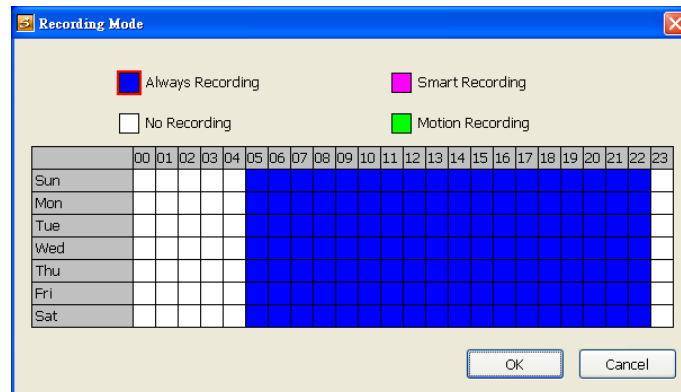 Recording Mode
Always Recording Smart Recording
No Recording Motion Recording
00 01 02 03 04 05 06 07 08 09 10 11 12 13 14 15 16 17 18 19 20 21 22 23
Sun
Mon
Tue
Wed
Thu
Fri
Sat
OK Cancel